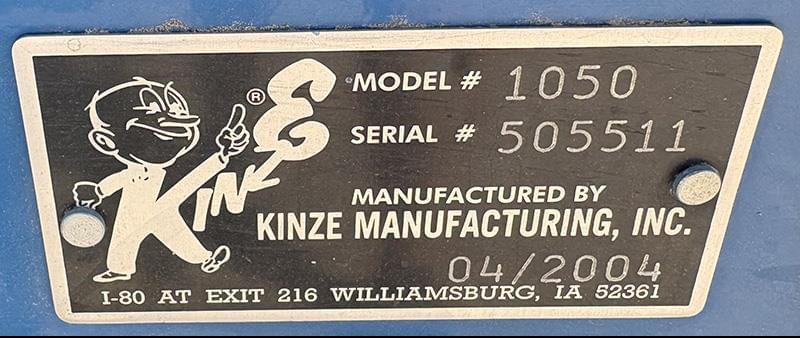 KINZE ®
MODEL # 1050
SERIAL # 505511
MANUFACTURED BY
KINZE MANUFACTURING, INC.
04/2004
I-80 AT EXIT 216 WILLIAMSBURG, IA 52361